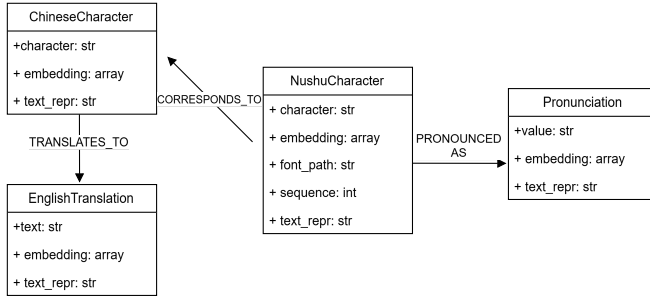 ChineseCharacter
+character: str
+ embedding: array
+ text_repr: str
TRANSLATES_TO
EnglishTranslation
+text: str
+ embedding: array
+ text_repr: str
CORRESPONDS_TO
NushuCharacter
+ character: str
+ embedding: array
+ font_path: str
+ sequence: int
+ text_repr: str
PRONOUNCED
AS
Pronunciation
+value: str
+ embedding: array
+ text_repr: str